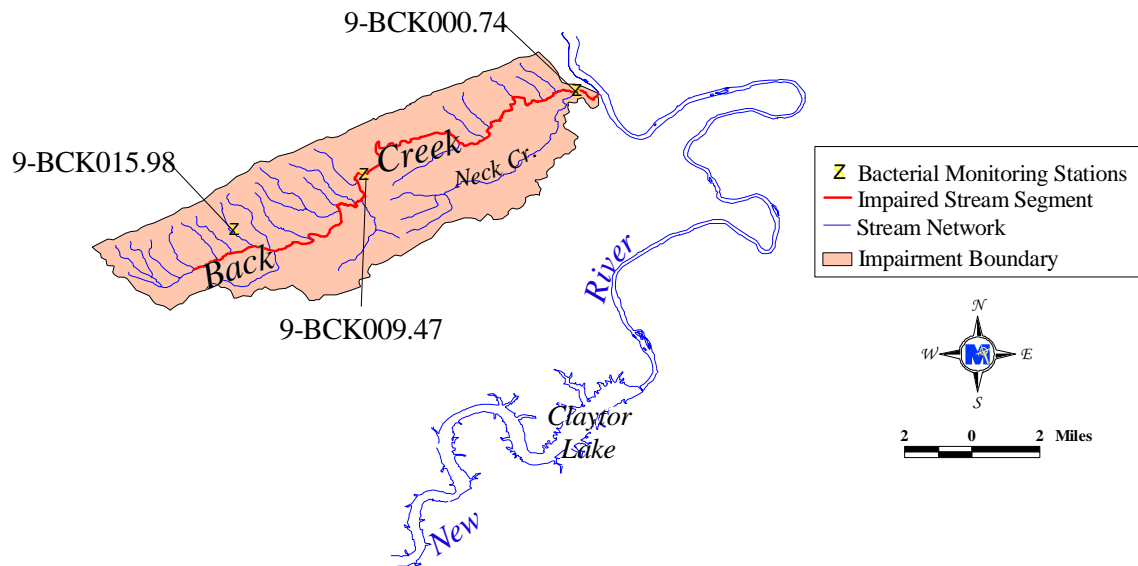 9-BCK000.74
9-BCK015.98
Creek
Neck Cr.
Back
9-BCK009.47
River
Claytor
Lake
New
Z Bacterial Monitoring Stations
Impaired Stream Segment
Stream Network
Impairment Boundary
N
W E
S
M
2 0 2 Miles
Z
Z
Z